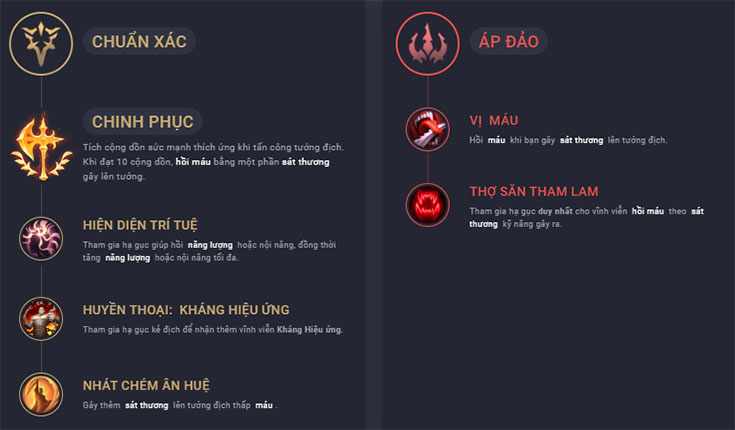 CHUẨN XÁC
CHINH PHỤC
Tích cộng dồn sức mạnh thích ứng khi tấn công tướng địch.
Khi đạt 10 cộng dồn, hồi máu bằng một phần sát thương
gây lên tướng.
HIỆN DIỆN TRÍ TUỆ
Tham gia hạ gục giúp hồi năng lượng hoặc nội năng, đồng thời
tăng năng lượng hoặc nội năng tối đa.
HUYỀN THOẠI: KHÁNG HIỆU ỨNG
Tham gia hạ gục kẻ địch để nhận thêm vĩnh viễn Kháng Hiệu ứng.
NHÁT CHÉM ÂN HUỆ
Gây thêm sát thương lên tướng địch thấp máu .
ÁP ĐẢO
VỊ MÁU
Hồi máu khi bạn gây sát thương lên tướng địch.
THỢ SĂN THAM LAM
Tham gia hạ gục duy nhất cho vĩnh viễn hồi máu theo sát
thương kỹ năng gây ra.